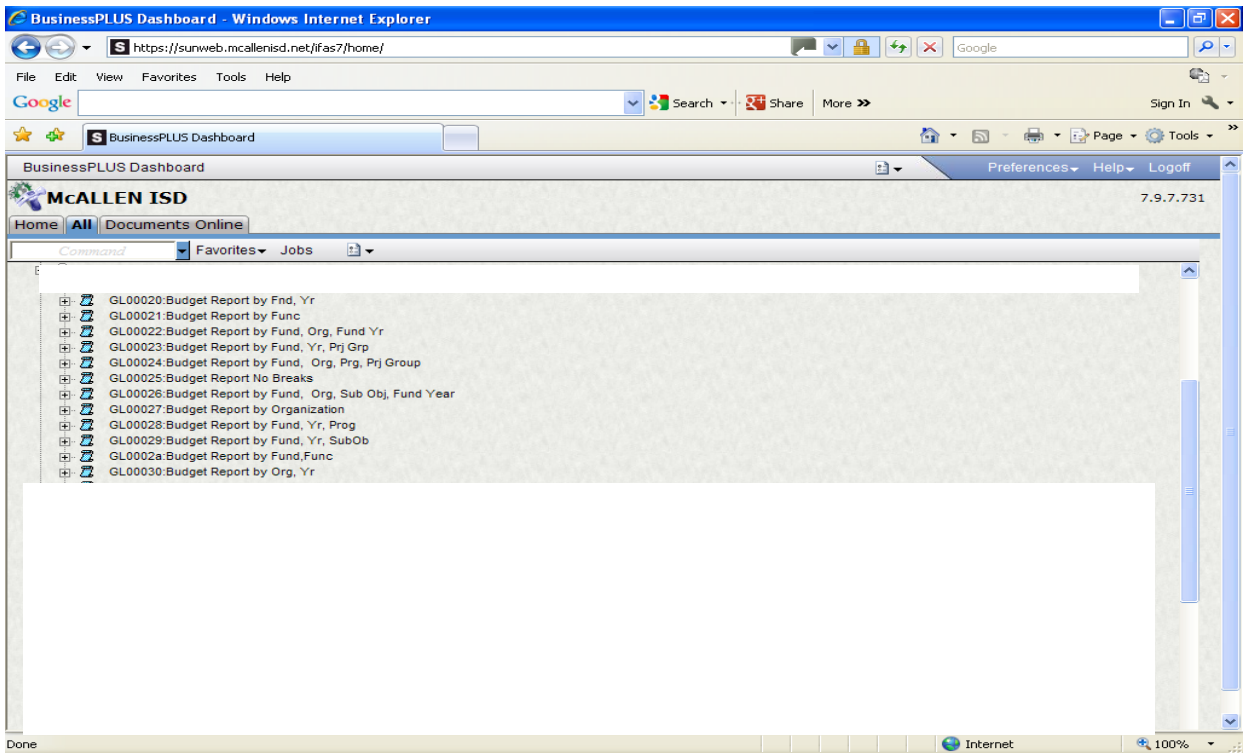 BusinessPLUS Dashboard - Windows Internet Explorer
S https://sunweb.mcallenisd.net/ifas7/home/ Google
File Edit View Favorites Tools Help
Google Search Share More >> Sign In
S BusinessPLUS Dashboard Page Tools >>
BusinessPLUS Dashboard Preferences Help Logoff
McALLEN ISD 7.9.7.731
Home All Documents Online
Command Favorites Jobs
GL00020:Budget Report by Fnd, Yr
GL00021:Budget Report by Func
GL00022:Budget Report by Fund, Org, Fund Yr
GL00023:Budget Report by Fund, Yr, Prj Grp
GL00024:Budget Report by Fund, Org, Prg, Prj Group
GL00025:Budget Report No Breaks
GL00026:Budget Report by Fund, Org, Sub Obj, Fund Year
GL00027:Budget Report by Organization
GL00028:Budget Report by Fund, Yr, Prog
GL00029:Budget Report by Fund, Yr, SubOb
GL0002a:Budget Report by Fund,Func
GL00030:Budget Report by Org, Yr
Done Internet 100%